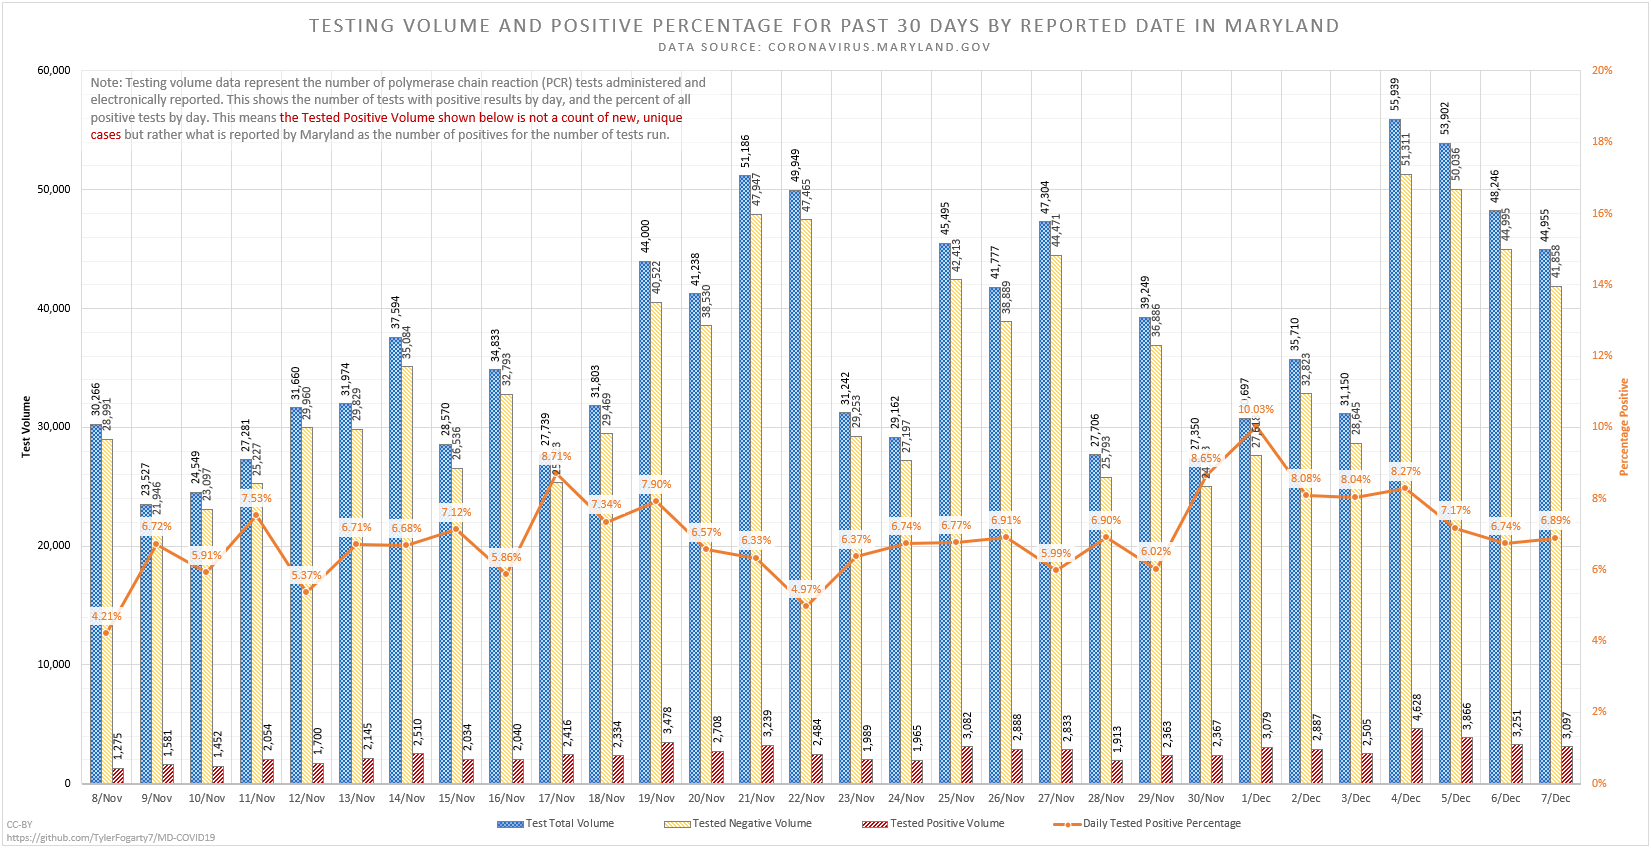 TESTING VOLUME AND POSITIVE PERCENTAGE FOR PAST 30 DAYS BY REPORTED DATE IN MARYLAND
DATA SOURCE: CORONAVIRUS.MARYLAND.GOV
Note: Testing volume data represent the number of polymerase chain reaction (PCR) tests administered and
electronically reported. This shows the number of tests with positive results by day, and the percent of all
positive tests by day. This means the Tested Positive Volume shown below is not a count of new, unique
cases but rather what is reported by Maryland as the number of positives for the number of tests run.
Test Volume
60,000
50,000
40,000
30,000
20,000
10,000
0
30,266 28,991 4.21% 1,275
23,527 21,946 6.72% 1,581
24,549 23,097 5.91% 1,452
27,281 25,227 7.53% 2,054
31,660 29,960 5.37% 1,700
31,974 29,829 6.71% 2,145
37,594 35,084 6.68% 2,510
28,570 26,536 7.12% 2,034
34,833 32,793 5.86% 2,040
27,739 8.71% 2,416
31,803 29,469 7.34% 2,334
44,000 40,522 7.90% 3,478
41,238 38,530 6.57% 2,708
51,186 47,947 6.33% 3,239
49,949 47,465 4.97% 2,484
31,242 29,253 6.37% 1,989
29,162 27,197 6.74% 1,965
45,495 42,413 6.77% 3,082
41,777 38,889 6.91% 2,888
47,304 44,471 5.99% 2,833
27,706 25,793 6.90% 1,913
39,249 36,886 6.02% 2,363
27,350 8.65% 2,367
10.03% 3,079
35,710 32,823 8.08% 2,887
31,150 28,645 8.04% 2,505
55,939 51,311 8.27% 4,628
53,902 50,036 7.17% 3,866
48,246 44,995 6.74% 3,251
44,955 41,858 6.89% 3,097
20%
18%
16%
14%
12%
10%
8%
6%
4%
2%
0%
Percentage Positive
8/Nov 9/Nov 10/Nov 11/Nov 12/Nov 13/Nov 14/Nov 15/Nov 16/Nov 17/Nov 18/Nov 19/Nov 20/Nov 21/Nov 22/Nov 23/Nov 24/Nov 25/Nov 26/Nov 27/Nov 28/Nov 29/Nov 30/Nov 1/Dec 2/Dec 3/Dec 4/Dec 5/Dec 6/Dec 7/Dec
Test Total Volume Tested Negative Volume Tested Positive Volume Daily Tested Positive Percentage
CC-BY
https://github.com/TylerFogarty7/MD-COVID19